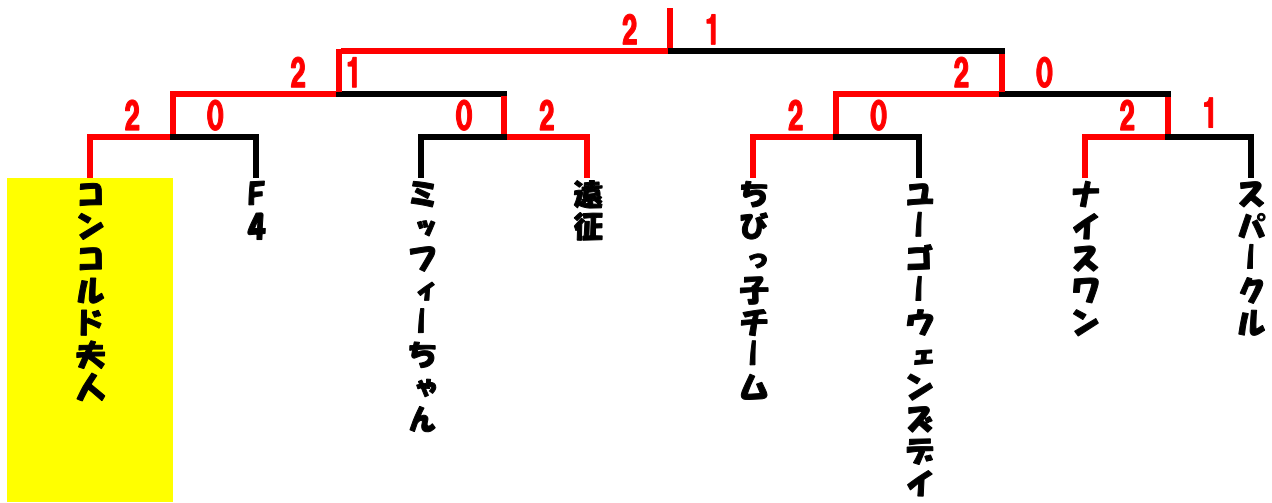 2 1
2 1 2 0
2 0 0 2 2 0 2 1
コンコルド夫人
F4
ミッフィーちゃん
遠征
ちびっ子チーム
ユーゴーウェンズデイ
ナイスワン
スパークル